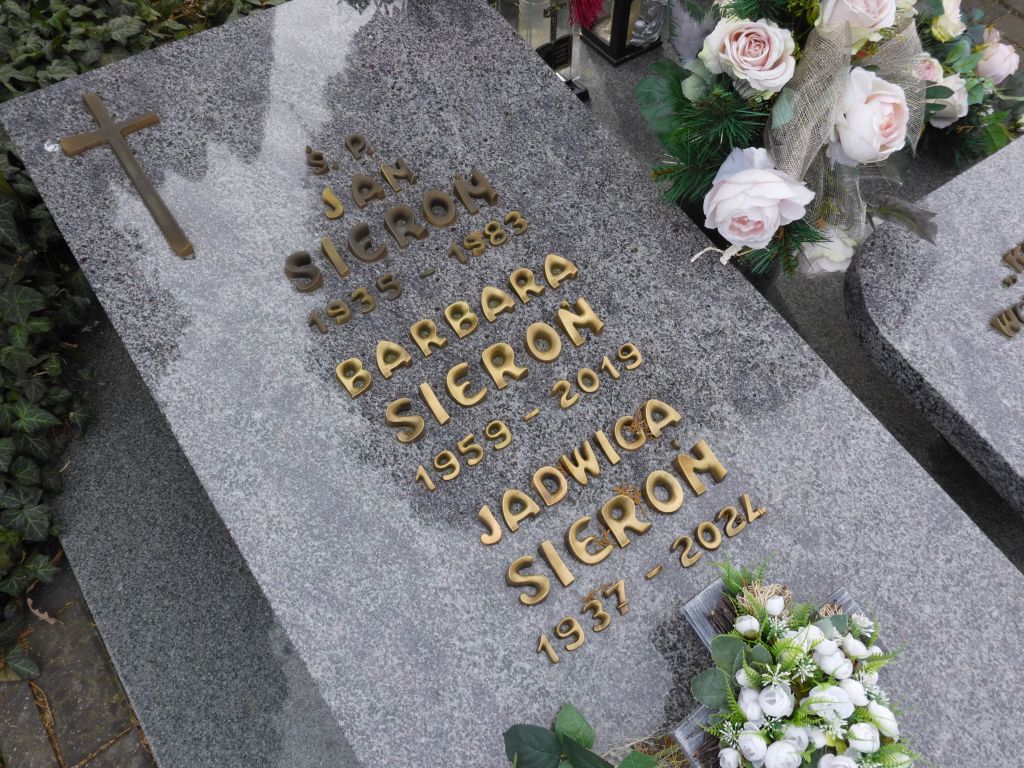 Ś. P.
JAN
SIEROŃ
1935 - 1983
BARBARA
SIEROŃ
1959 - 2019
JADWIGA
SIEROŃ
1937 - 2024